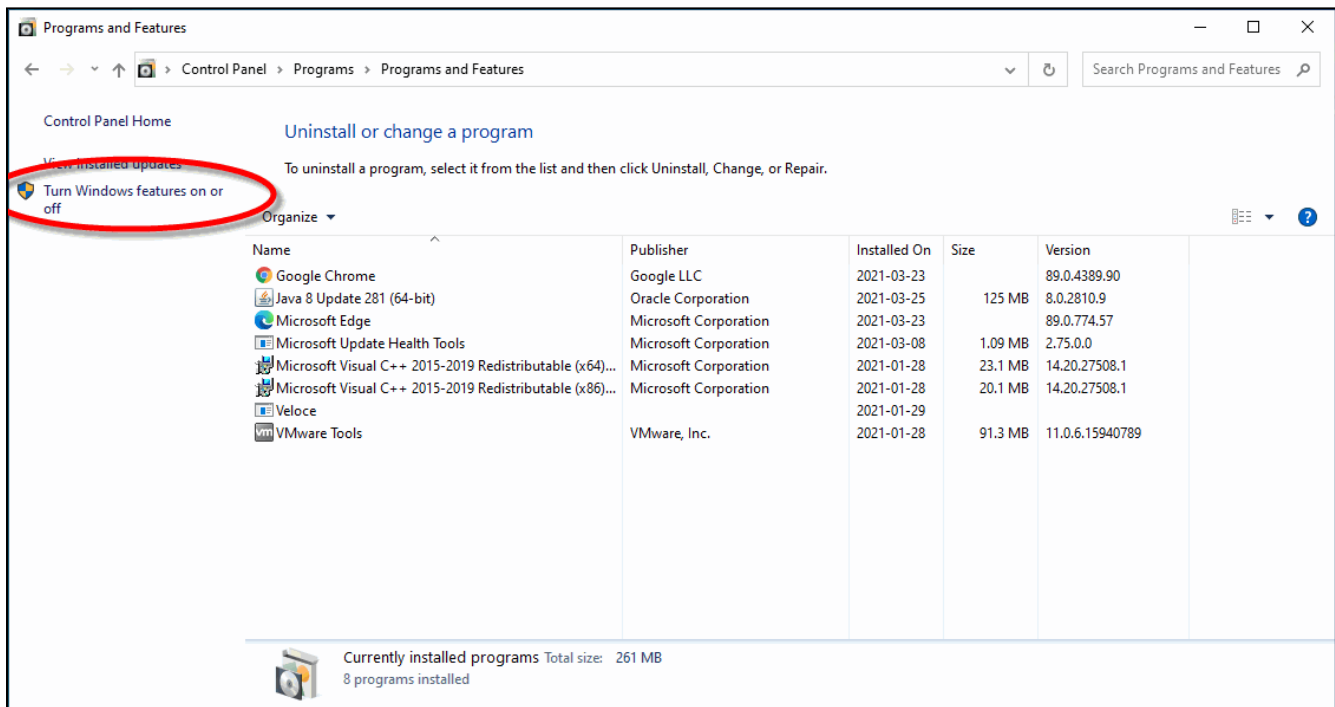 Programs and Features
Control Panel > Programs > Programs and Features
Search Programs and Features
Control Panel Home
View installed updates
Turn Windows features on or
off
Uninstall or change a program
To uninstall a program, select it from the list and then click Uninstall, Change, or Repair.
Organize
Name Publisher Installed On Size Version
Google Chrome Google LLC 2021-03-23 89.0.4389.90
Java 8 Update 281 (64-bit) Oracle Corporation 2021-03-25 125 MB 8.0.2810.9
Microsoft Edge Microsoft Corporation 2021-03-23 89.0.774.57
Microsoft Update Health Tools Microsoft Corporation 2021-03-08 1.09 MB 2.75.0.0
Microsoft Visual C++ 2015-2019 Redistributable (x64)... Microsoft Corporation 2021-01-28 23.1 MB 14.20.27508.1
Microsoft Visual C++ 2015-2019 Redistributable (x86)... Microsoft Corporation 2021-01-28 20.1 MB 14.20.27508.1
Veloce 2021-01-29
vm VMware Tools VMware, Inc. 2021-01-28 91.3 MB 11.0.6.15940789
Currently installed programs Total size: 261 MB
8 programs installed